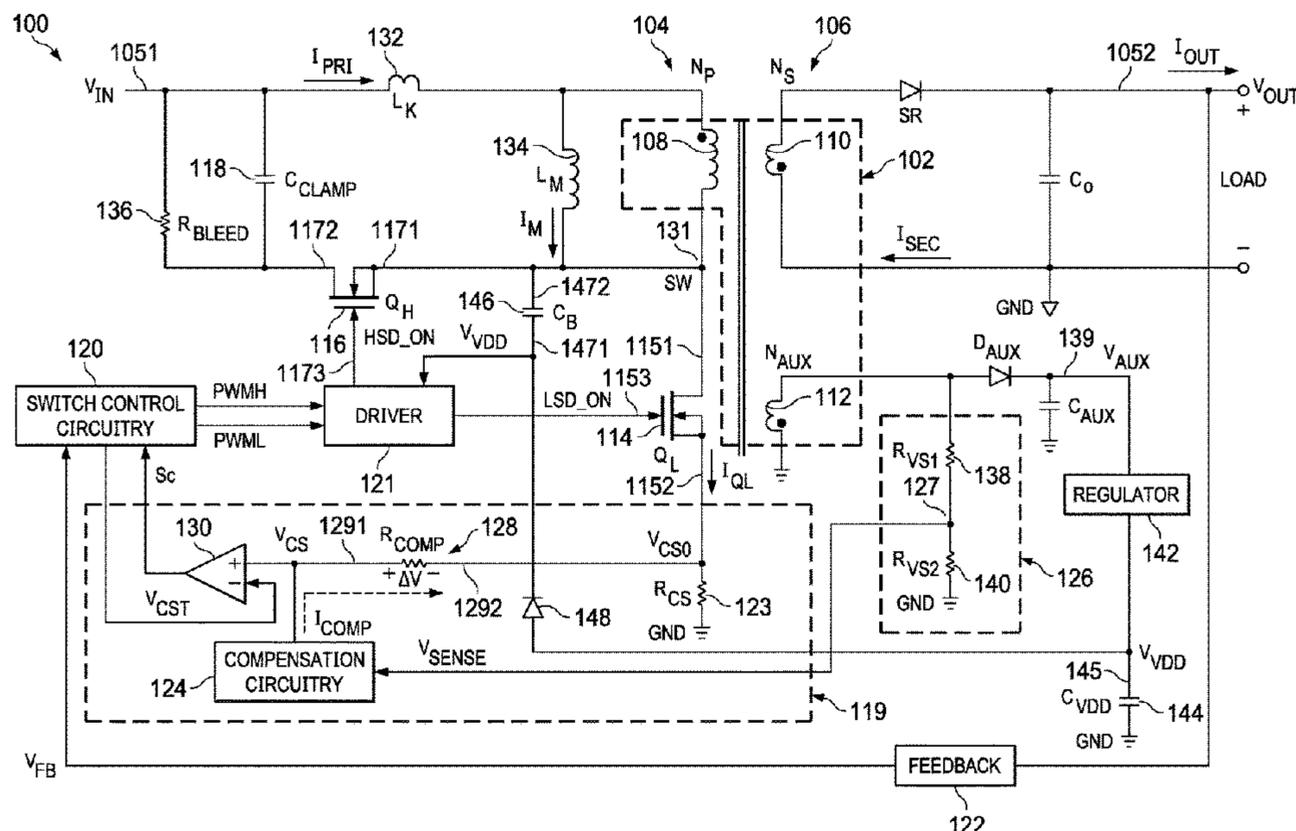 100
1051
V_IN
I_PRI
132
L_K
104
N_P
106
N_S
SR
1052
I_OUT
V_OUT
+
118
C_CLAMP
134
L_M
108
110
102
C_O
LOAD
136
R_BLEED
1172
1171
I_M
131
SW
I_SEC
−
GND
Q_H
116
HSD_ON
1173
146
1472
C_B
1471
V_VDD
1151
N_AUX
D_AUX
139
V_AUX
120
SWITCH CONTROL
CIRCUITRY
PWMH
PWML
DRIVER
121
LSD_ON
1153
114
Q_L
112
C_AUX
R_VS1
138
127
1152
I_QL
REGULATOR
142
Sc
130
+
−
V_CS
1291
R_COMP
128
+ ΔV −
1292
V_CS0
R_CS
123
GND
R_VS2
140
GND
126
V_CST
I_COMP
148
COMPENSATION
CIRCUITRY
124
V_SENSE
V_VDD
145
C_VDD
144
GND
119
V_FB
FEEDBACK
122